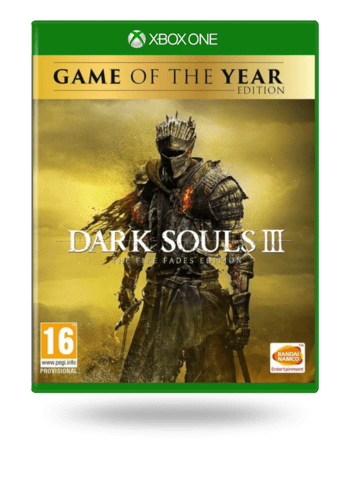 XBOX ONE
GAME OF THE YEAR
EDITION
DARK SOULS III
THE FIRE FADES EDITION
16
www.pegi.info
PROVISIONAL
BANDAI
NAMCO
Entertainment